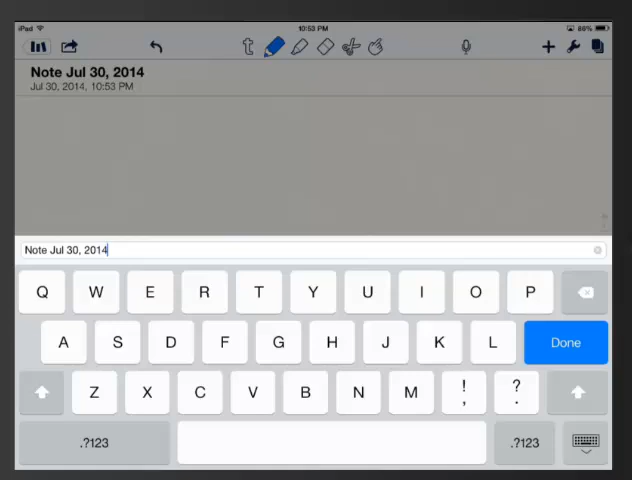 iPad 10:53 PM 86%
t
Note Jul 30, 2014
Jul 30, 2014, 10:53 PM
Note Jul 30, 2014
Q W E R T Y U I O P
A S D F G H J K L Done
Z X C V B N M ! , ? .
.?123 .?123